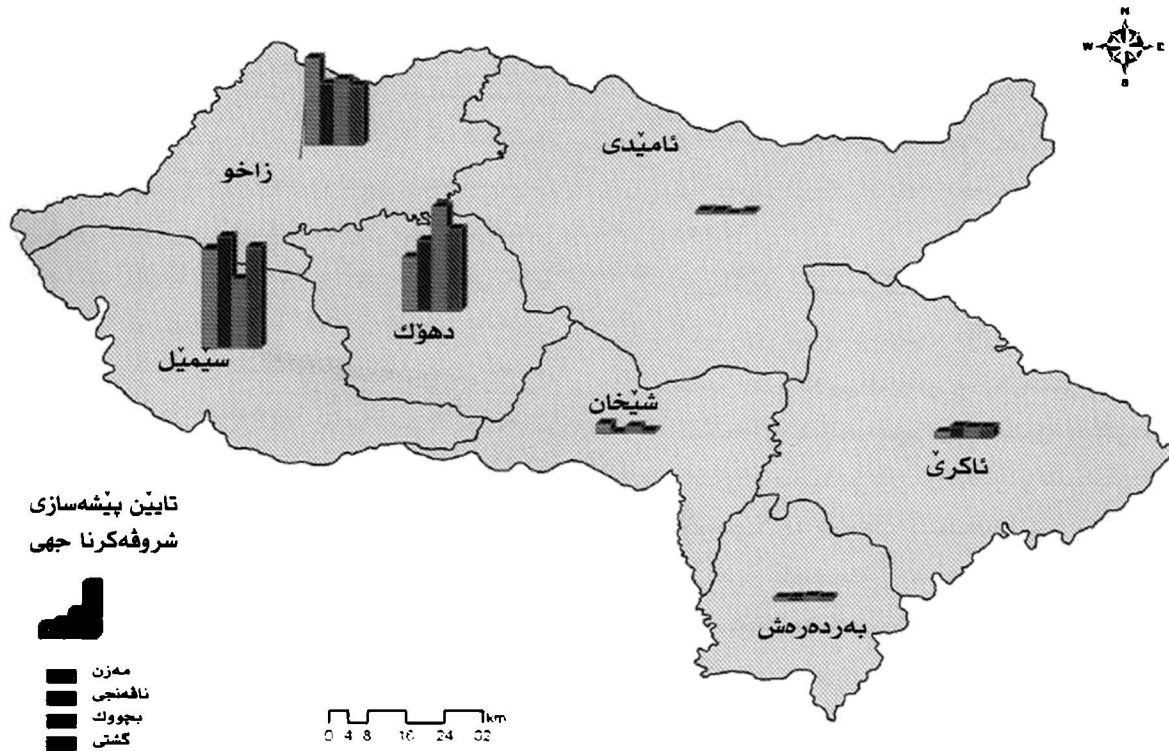 N
W E
S
زاخو
ئامێدی
دهۆك
سێمێل
شێخان
ئاكرێ
بەردەرەش
تایێن پێشەسازی
شروڤەكرنا جهی
مەزن
ناڤەنجی
بچووك
گشتی
0 4 8 16 24 32 km